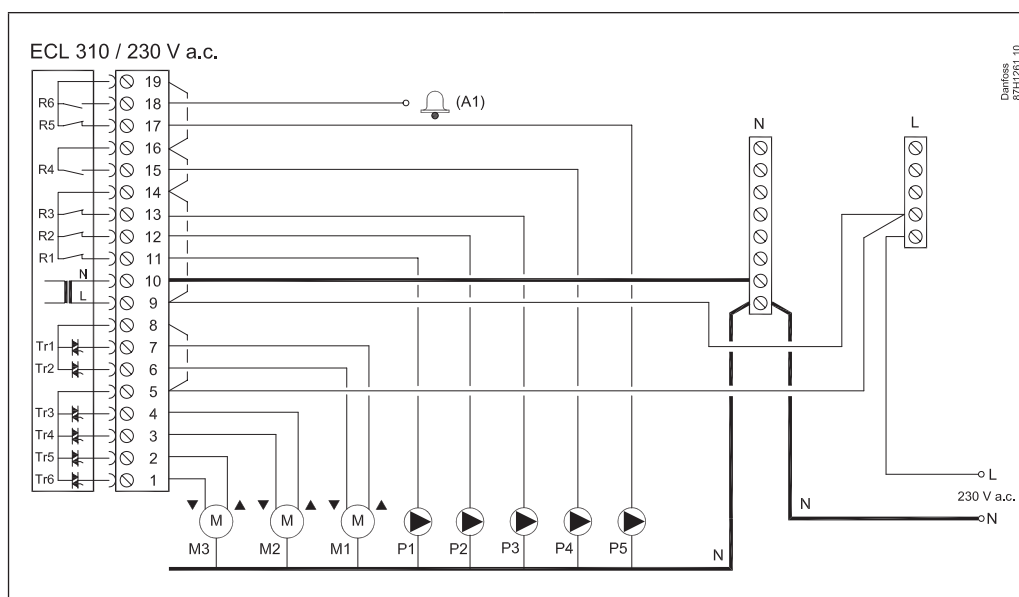 ECL 310 / 230 V a.c.
Danfoss
87H1261.10
19
R6 18 (A1)
R5 17
N L
16
R4 15
14
R3 13
R2 12
R1 11
N 10
L 9
8
Tr1 7
Tr2 6
5
Tr3 4
Tr4 3
Tr5 2
Tr6 1
L
230 V a.c.
N N
M M M
M3 M2 M1 P1 P2 P3 P4 P5 N